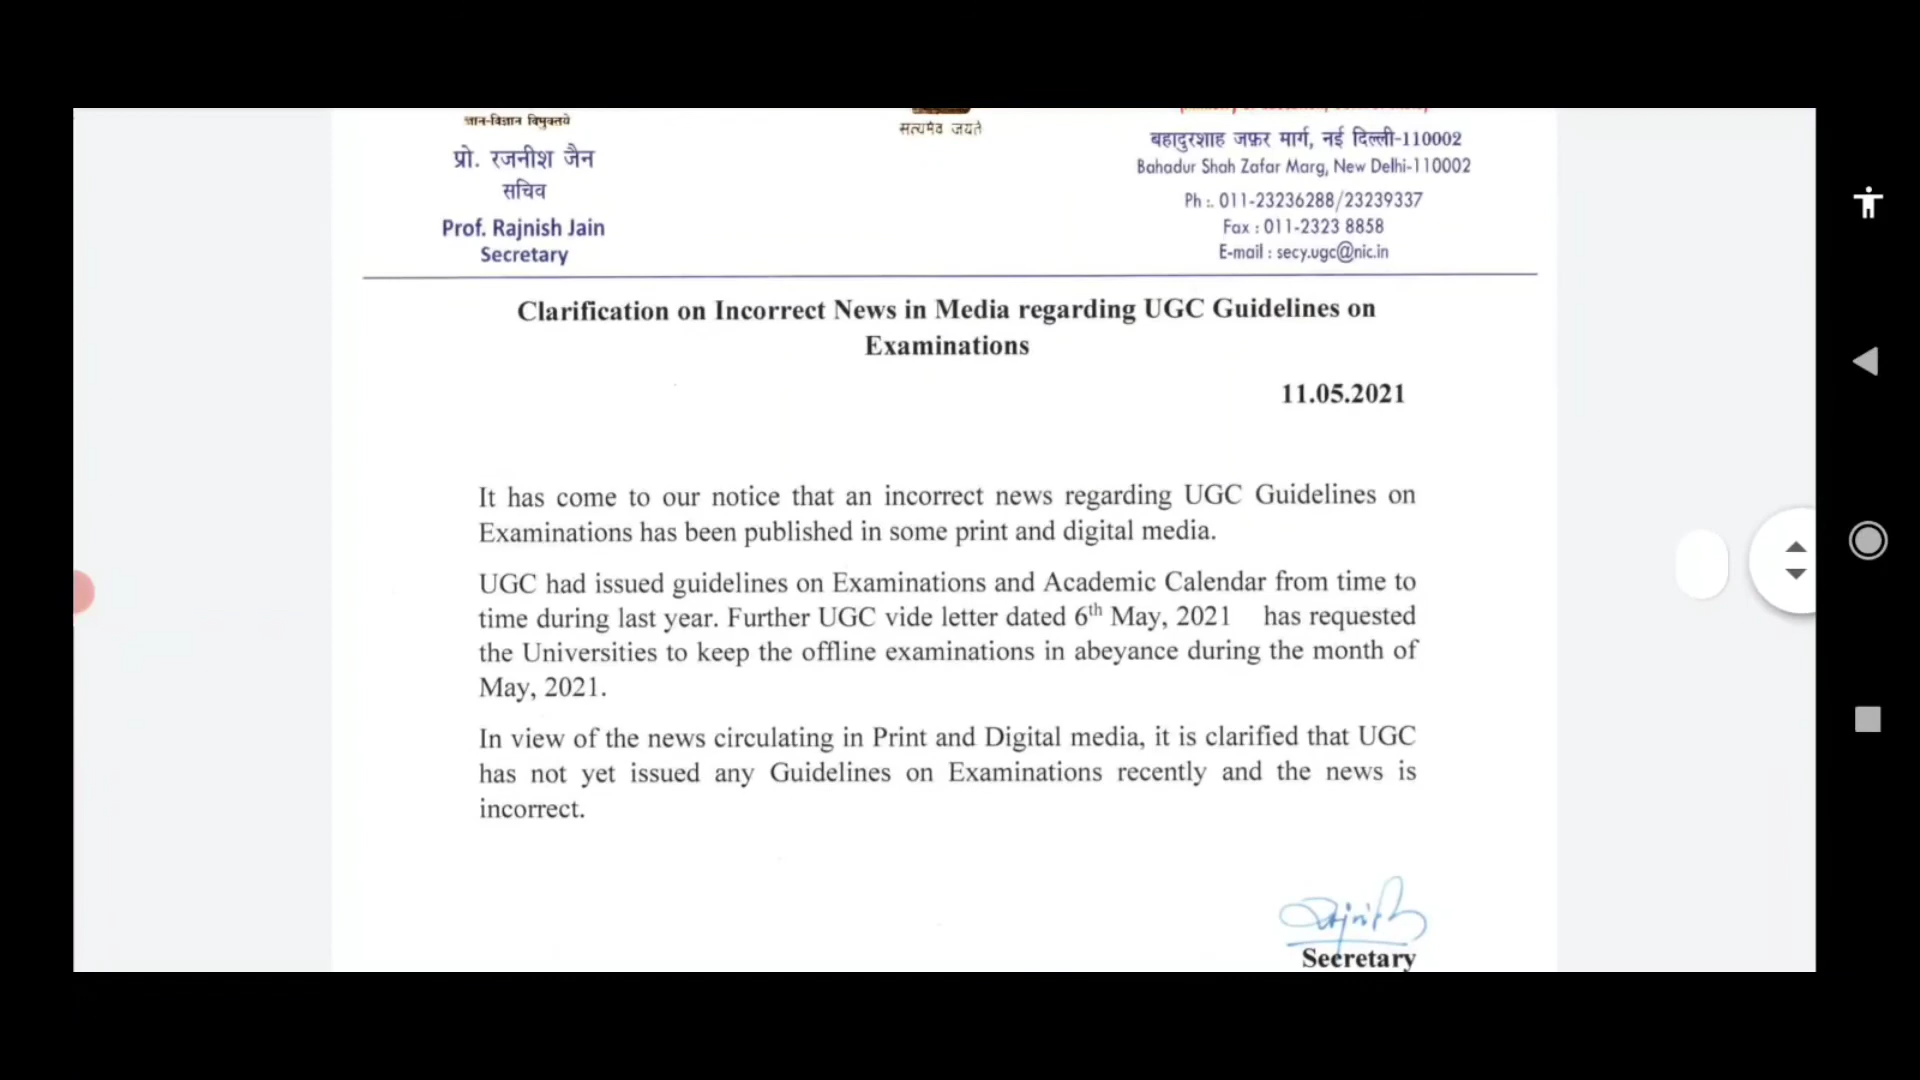 ज्ञान-विज्ञान विमुक्तये
सत्यमेव जयते
प्रो. रजनीश जैन
सचिव
Prof. Rajnish Jain
Secretary
बहादुरशाह ज़फ़र मार्ग, नई दिल्ली-110002
Bahadur Shah Zafar Marg, New Delhi-110002
Ph :. 011-23236288/23239337
Fax : 011-2323 8858
E-mail : secy.ugc@nic.in
Clarification on Incorrect News in Media regarding UGC Guidelines on
Examinations
11.05.2021
It has come to our notice that an incorrect news regarding UGC Guidelines on
Examinations has been published in some print and digital media.
UGC had issued guidelines on Examinations and Academic Calendar from time to
time during last year. Further UGC vide letter dated 6th May, 2021 has requested
the Universities to keep the offline examinations in abeyance during the month of
May, 2021.
In view of the news circulating in Print and Digital media, it is clarified that UGC
has not yet issued any Guidelines on Examinations recently and the news is
incorrect.
Secretary